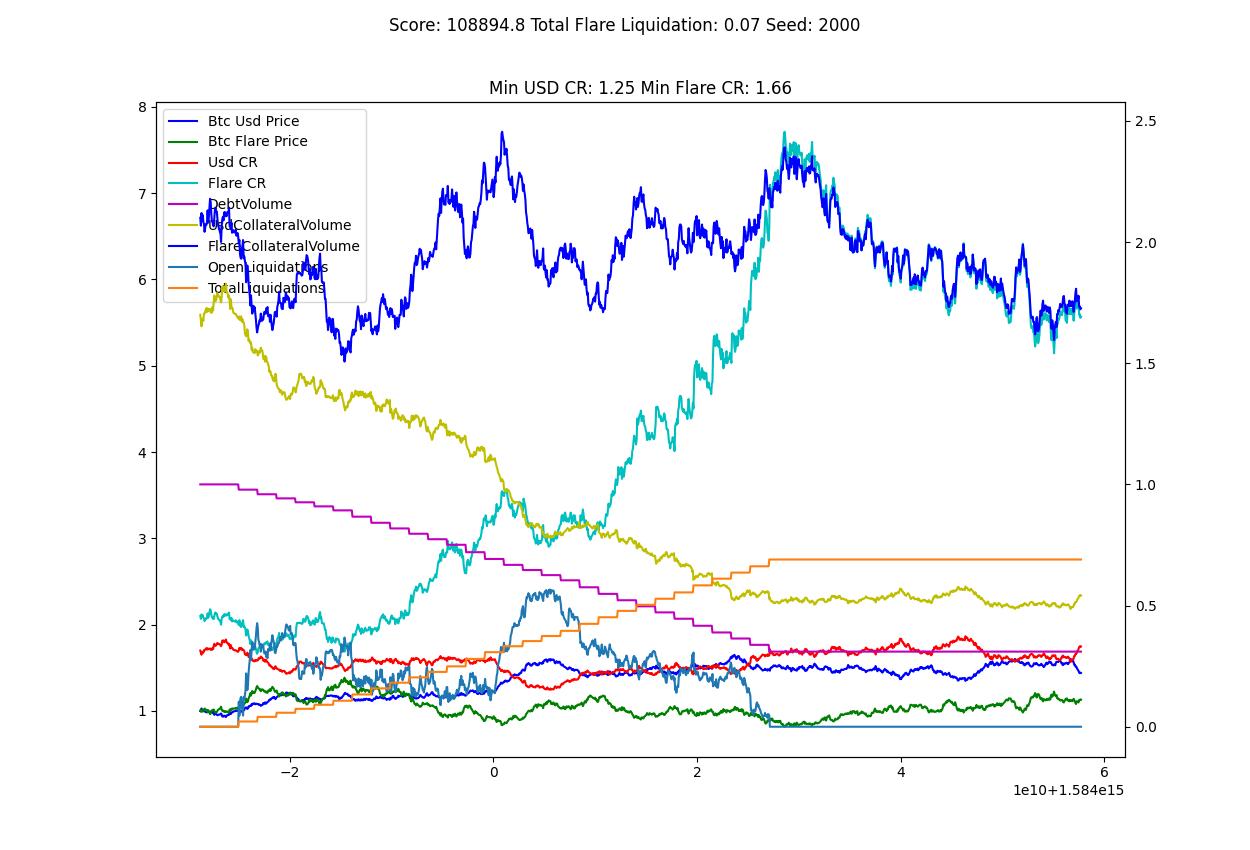 Score: 108894.8 Total Flare Liquidation: 0.07 Seed: 2000
Min USD CR: 1.25 Min Flare CR: 1.66
8
7
6
5
4
3
2
1
Btc Usd Price
Btc Flare Price
Usd CR
Flare CR
DebtVolume
UsdCollateralVolume
FlareCollateralVolume
OpenLiquidations
TotalLiquidations
2.5
2.0
1.5
1.0
0.5
0.0
−2
0
2
4
6
1e10+1.584e15